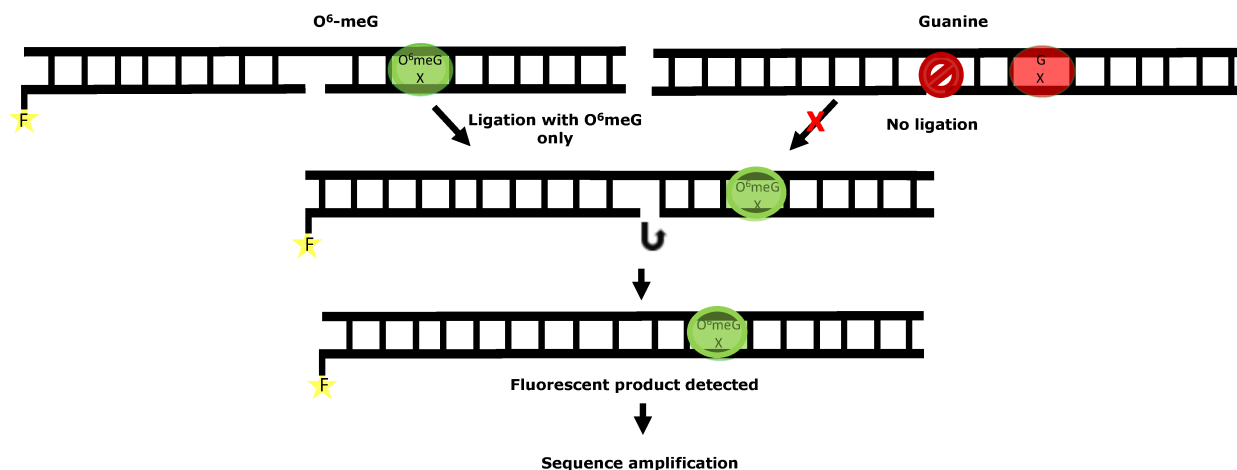 O⁶-meG
Guanine
O⁶meG
X
G
X
F
Ligation with O⁶meG
only
X
No ligation
O⁶meG
X
F
O⁶meG
X
F
Fluorescent product detected
Sequence amplification